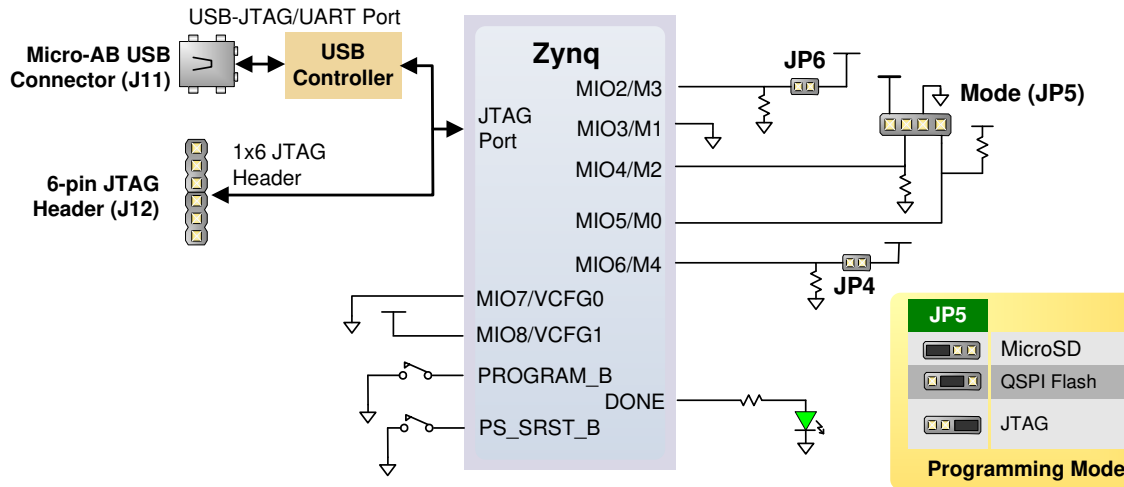 USB-JTAG/UART Port
Micro-AB USB
Connector (J11)
USB
Controller
Zynq
JTAG
Port
1x6 JTAG
Header
6-pin JTAG
Header (J12)
MIO2/M3
MIO3/M1
MIO4/M2
MIO5/M0
MIO6/M4
JP6
Mode (JP5)
JP4
MIO7/VCFG0
MIO8/VCFG1
PROGRAM_B
DONE
PS_SRST_B
JP5
MicroSD
QSPI Flash
JTAG
Programming Mode